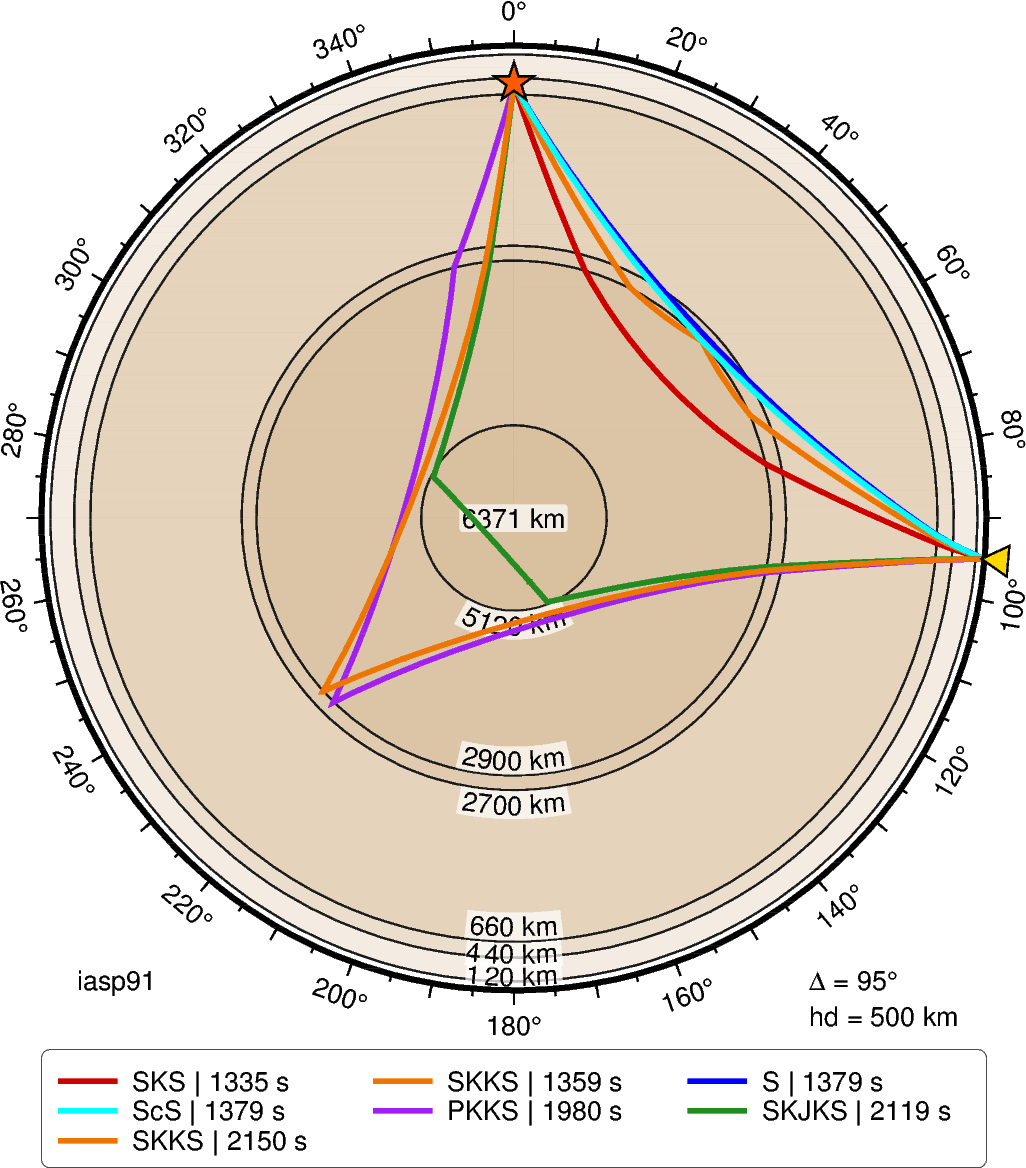 0°
20°
40°
60°
80°
100°
120°
140°
160°
180°
200°
220°
240°
260°
280°
300°
320°
340°
6371 km
km
2900 km
2700 km
660 km
440 km
120 km
iasp91
Δ = 95°
hd = 500 km
SKS | 1335 s
SKKS | 1359 s
S | 1379 s
ScS | 1379 s
PKKS | 1980 s
SKJKS | 2119 s
SKKS | 2150 s